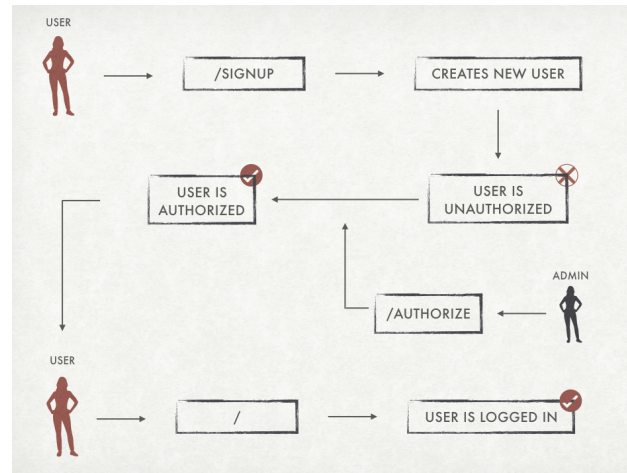 USER
/SIGNUP
CREATES NEW USER
USER IS
AUTHORIZED
USER IS
UNAUTHORIZED
ADMIN
/AUTHORIZE
USER
/
USER IS LOGGED IN